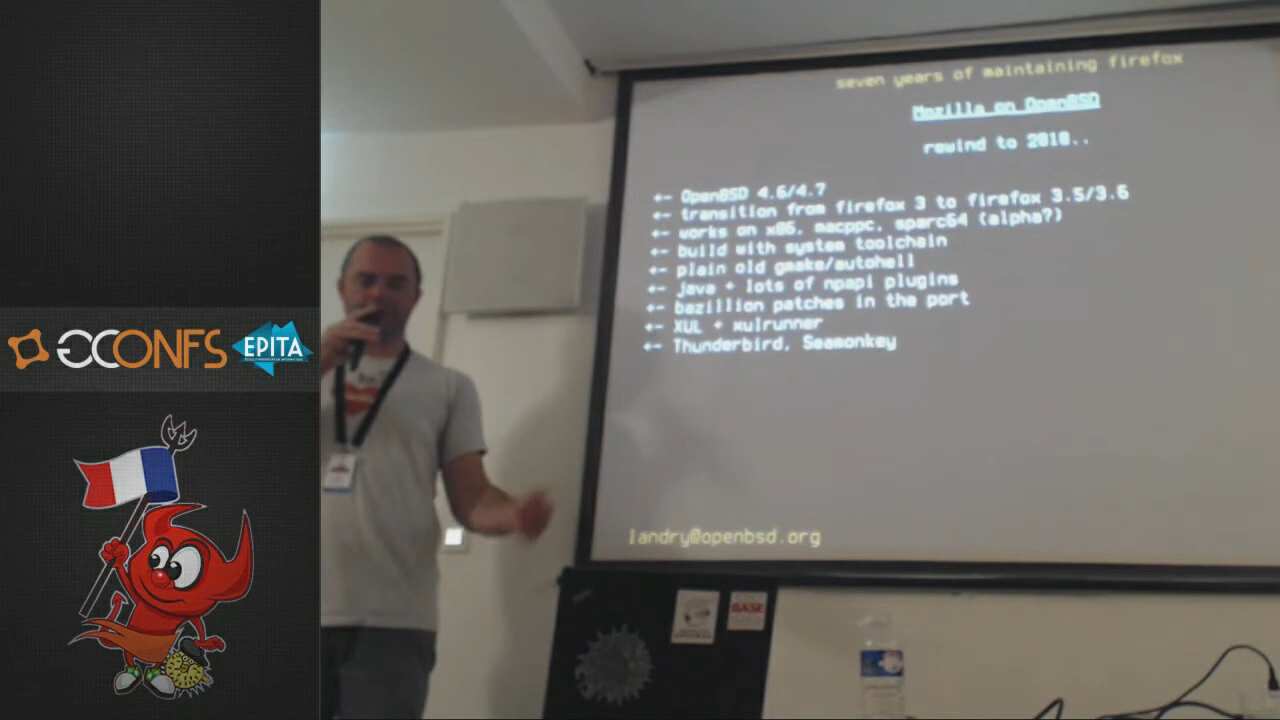 GCONFS
EPITA
seven years of maintaining firefox
Mozilla on OpenBSD
rewind to 2010..
<- OpenBSD 4.6/4.7
<- transition from firefox 3 to firefox 3.5/3.6
<- works on x86, macppc, sparc64 (alpha?)
<- build with system toolchain
<- plain old gmake/autohell
<- java + lots of npapi plugins
<- bazillion patches in the port
<- XUL + xulrunner
<- Thunderbird, Seamonkey
landry@openbsd.org
BASE